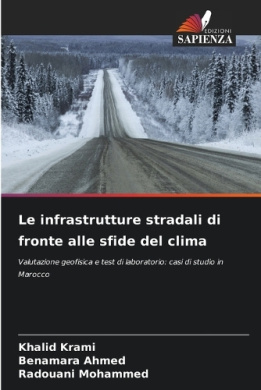 EDIZIONI
SAPIENZA
Le infrastrutture stradali di
fronte alle sfide del clima
Valutazione geofisica e test di laboratorio: casi di studio in
Marocco
Khalid Krami
Benamara Ahmed
Radouani Mohammed